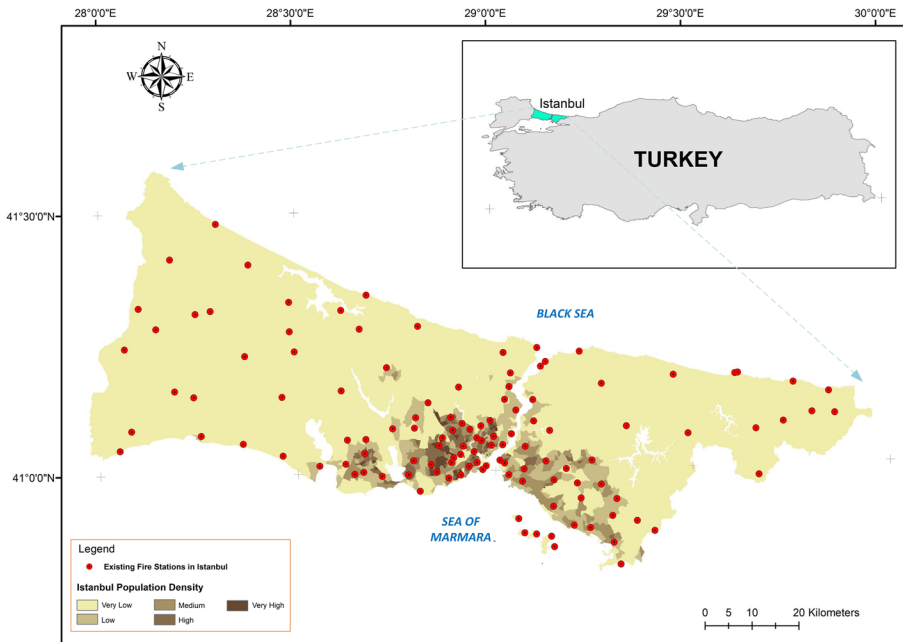 28°0'0"N 28°30'0"N 29°0'0"N 29°30'0"N 30°0'0"N
N
W E
S
Istanbul
TURKEY
41°30'0"N
BLACK SEA
41°0'0"N
SEA OF
MARMARA .
Legend
Existing Fire Stations in Istanbul
Istanbul Population Density
Very Low Medium Very High
Low High
0 5 10 20 Kilometers